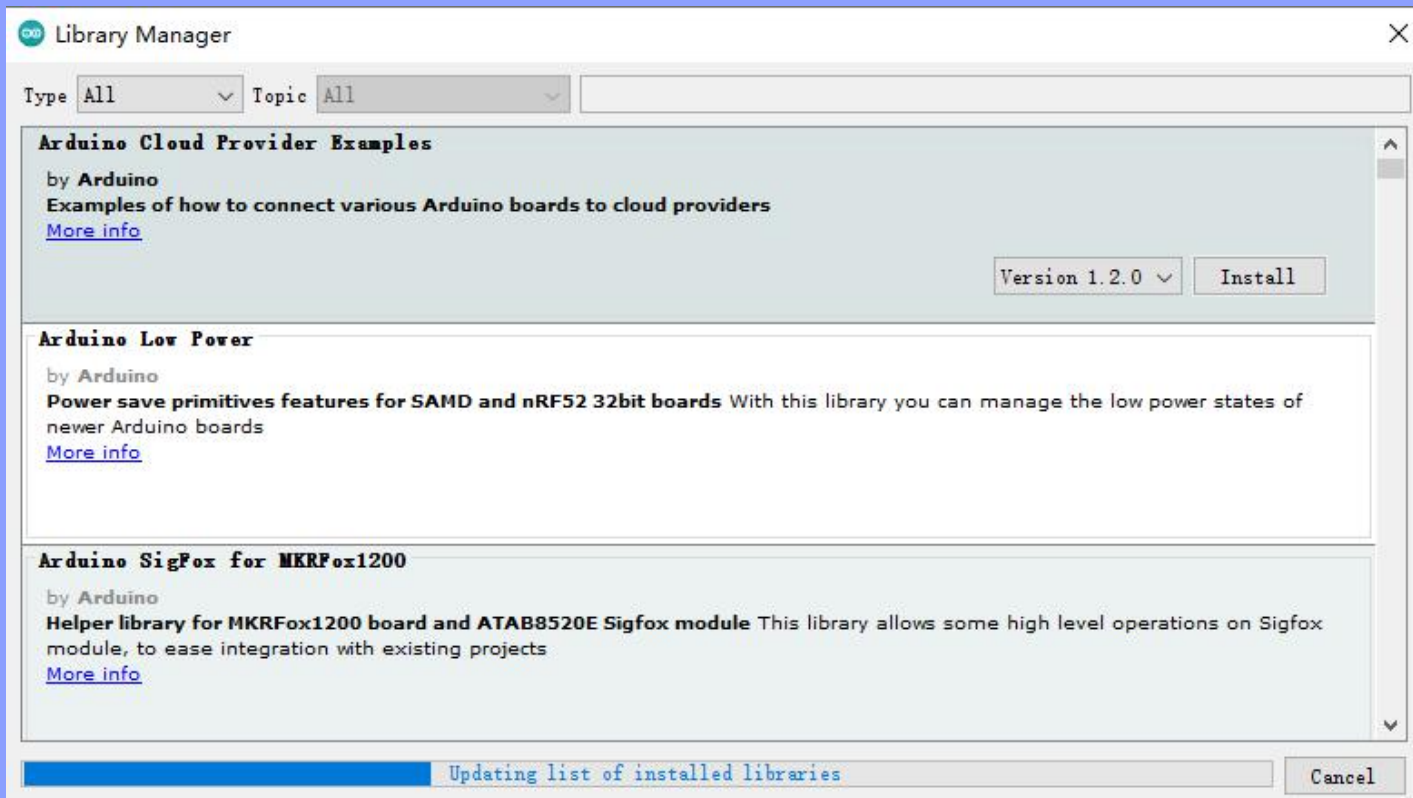 Library Manager
Type All Topic All
Arduino Cloud Provider Examples
by Arduino
Examples of how to connect various Arduino boards to cloud providers
More info
Version 1.2.0 Install
Arduino Low Power
by Arduino
Power save primitives features for SAMD and nRF52 32bit boards With this library you can manage the low power states of
newer Arduino boards
More info
Arduino SigFox for MKRFox1200
by Arduino
Helper library for MKRFox1200 board and ATAB8520E Sigfox module This library allows some high level operations on Sigfox
module, to ease integration with existing projects
More info
Updating list of installed libraries Cancel